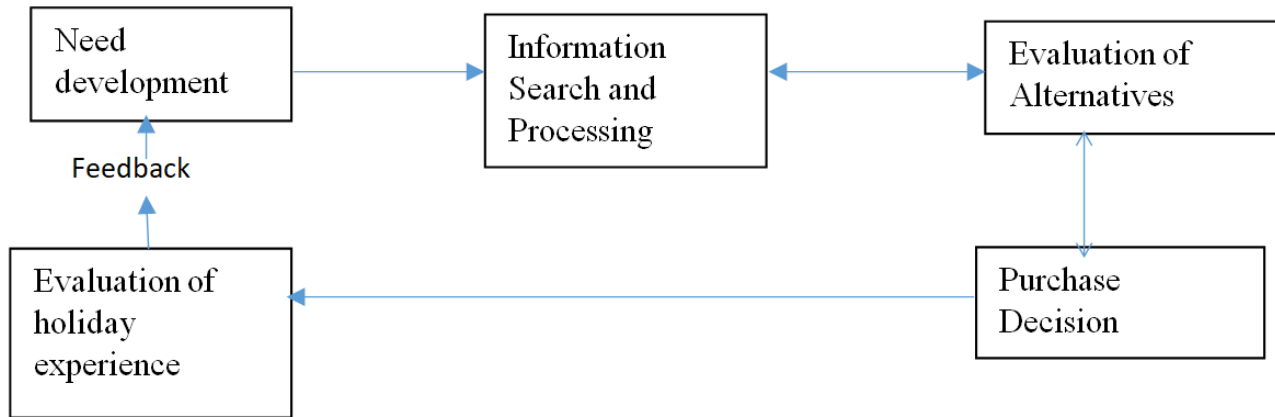 Need
development
Information
Search and
Processing
Evaluation of
Alternatives
Feedback
Evaluation of
holiday
experience
Purchase
Decision